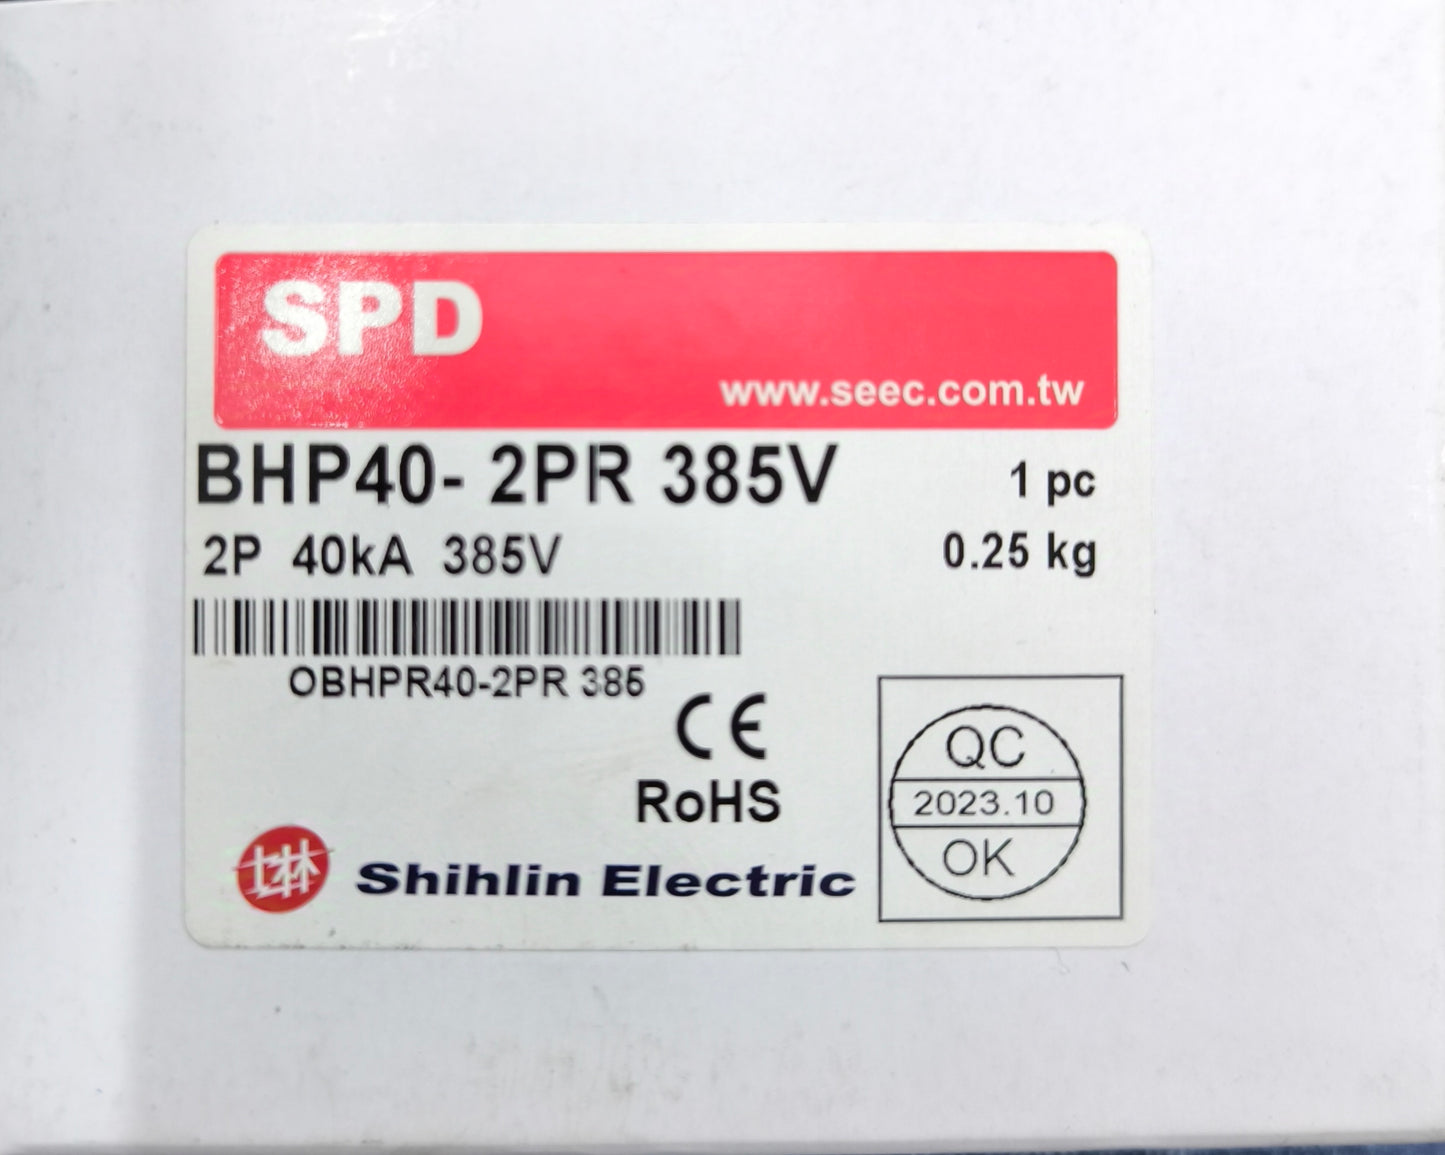 SPD
www.seec.com.tw
BHP40- 2PR 385V
1 pc
2P 40kA 385V
0.25 kg
OBHPR40-2PR 385
CE
RoHS
QC
2023.10
OK
士林
Shihlin Electric